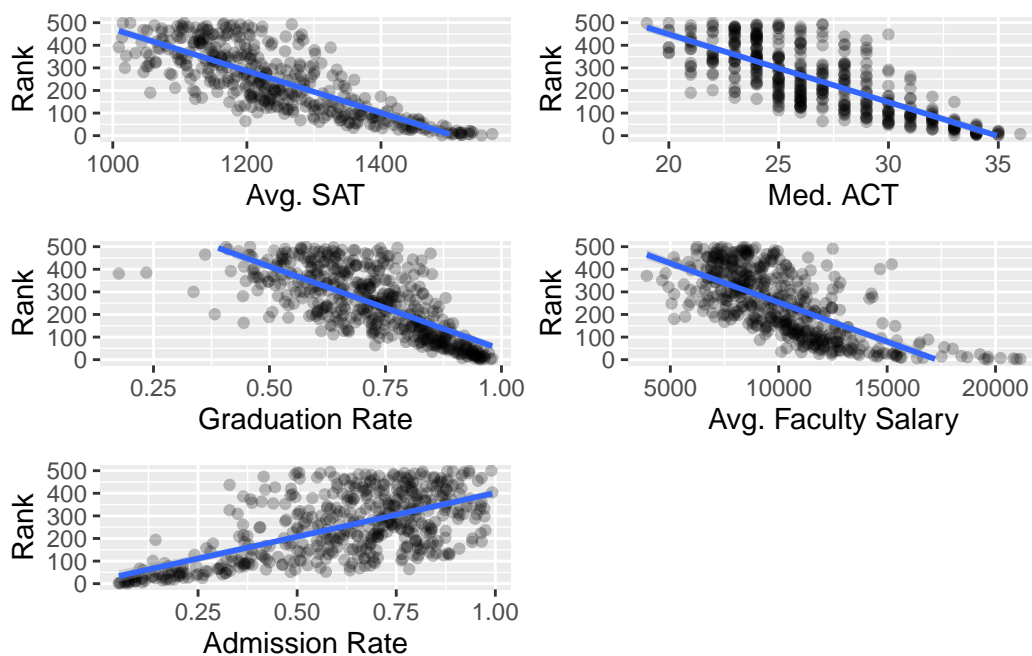 500
400
300
200
100
0
Rank
1000 1200 1400
Avg. SAT
500
400
300
200
100
0
Rank
20 25 30 35
Med. ACT
500
400
300
200
100
0
Rank
0.25 0.50 0.75 1.00
Graduation Rate
500
400
300
200
100
0
Rank
5000 10000 15000 20000
Avg. Faculty Salary
500
400
300
200
100
0
Rank
0.25 0.50 0.75 1.00
Admission Rate